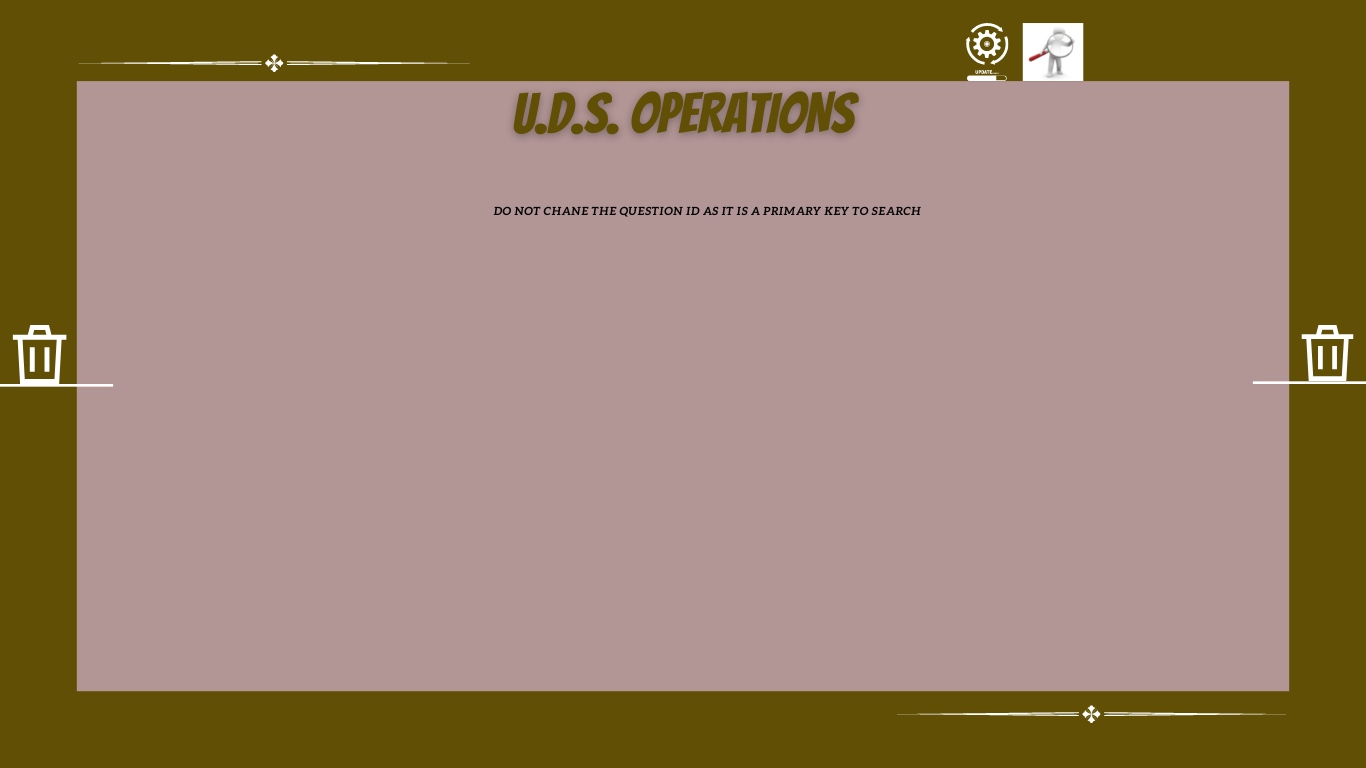 UPDATE....
U.D.S. OPERATIONS
DO NOT CHANE THE QUESTION ID AS IT IS A PRIMARY KEY TO SEARCH